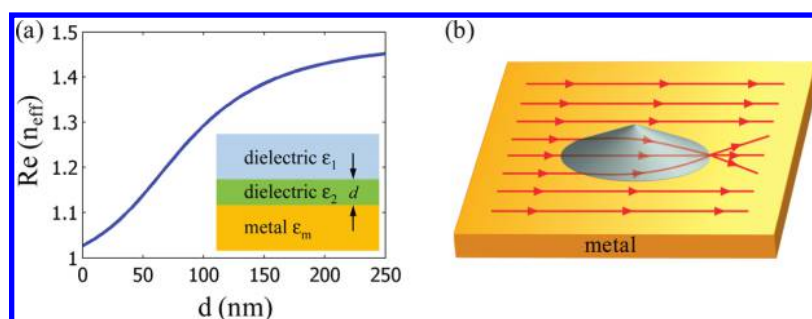 (a)
1.5
1.4
1.3
1.2
1.1
1
Re (n_eff)
0 50 100 150 200 250
d (nm)
dielectric ε₁
dielectric ε₂ d
metal εₘ
(b)
metal